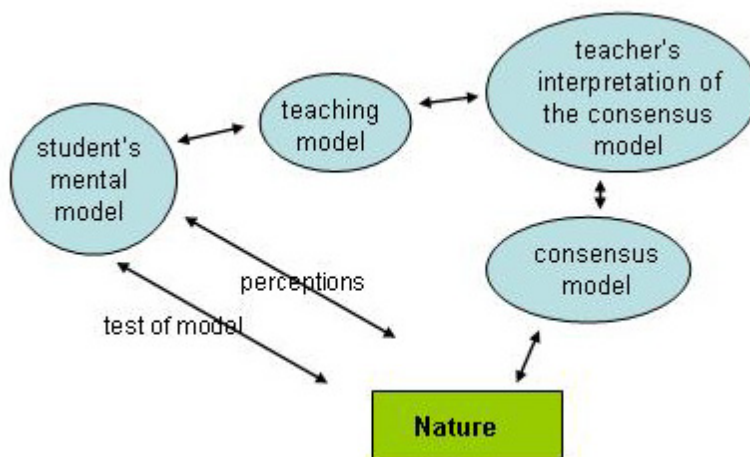 teacher's
interpretation of
the consensus
model
teaching
model
student's
mental
model
consensus
model
perceptions
test of model
Nature